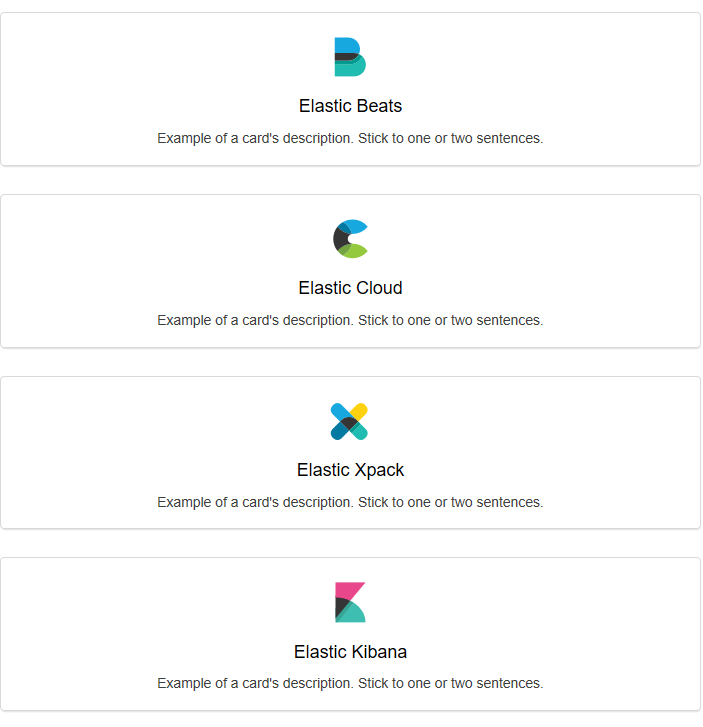 Elastic Beats
Example of a card's description. Stick to one or two sentences.
Elastic Cloud
Example of a card's description. Stick to one or two sentences.
Elastic Xpack
Example of a card's description. Stick to one or two sentences.
Elastic Kibana
Example of a card's description. Stick to one or two sentences.